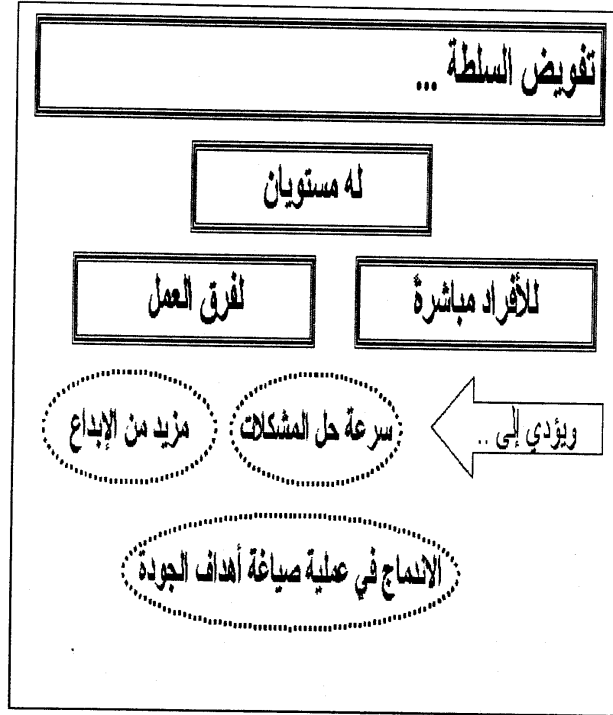 تفويض السلطة ...
له مستويان
للأفراد مباشرةً
لفرق العمل
ويؤدي إلى ..
سرعة حل المشكلات
مزيد من الإبداع
الاندماج في عملية صياغة أهداف الجودة